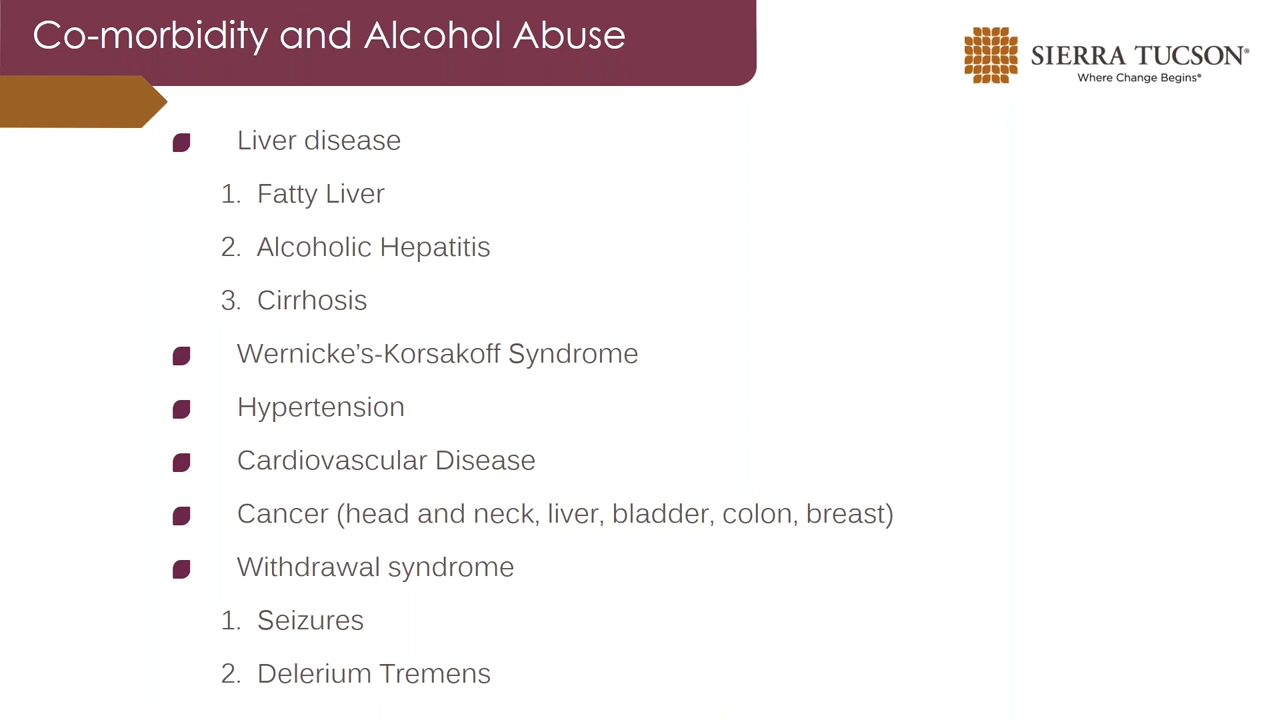 Co-morbidity and Alcohol Abuse
SIERRA TUCSON®
Where Change Begins®
Liver disease
1. Fatty Liver
2. Alcoholic Hepatitis
3. Cirrhosis
Wernicke's-Korsakoff Syndrome
Hypertension
Cardiovascular Disease
Cancer (head and neck, liver, bladder, colon, breast)
Withdrawal syndrome
1. Seizures
2. Delerium Tremens